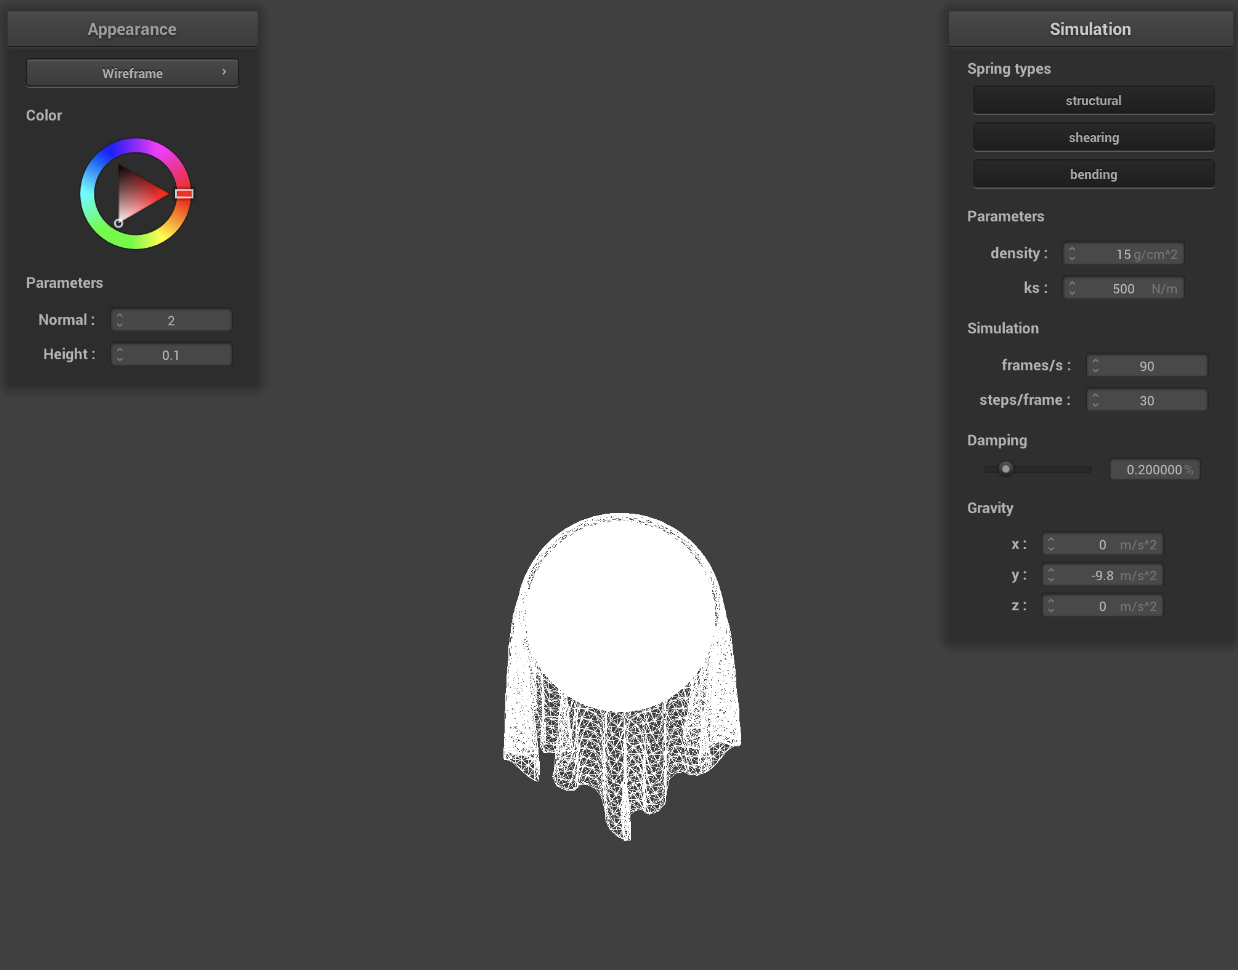 Appearance
Wireframe
Color
Parameters
Normal : 2
Height : 0.1
Simulation
Spring types
structural
shearing
bending
Parameters
density : 15 g/cm^2
ks : 500 N/m
Simulation
frames/s : 90
steps/frame : 30
Damping
0.200000 %
Gravity
x : 0 m/s^2
y : -9.8 m/s^2
z : 0 m/s^2